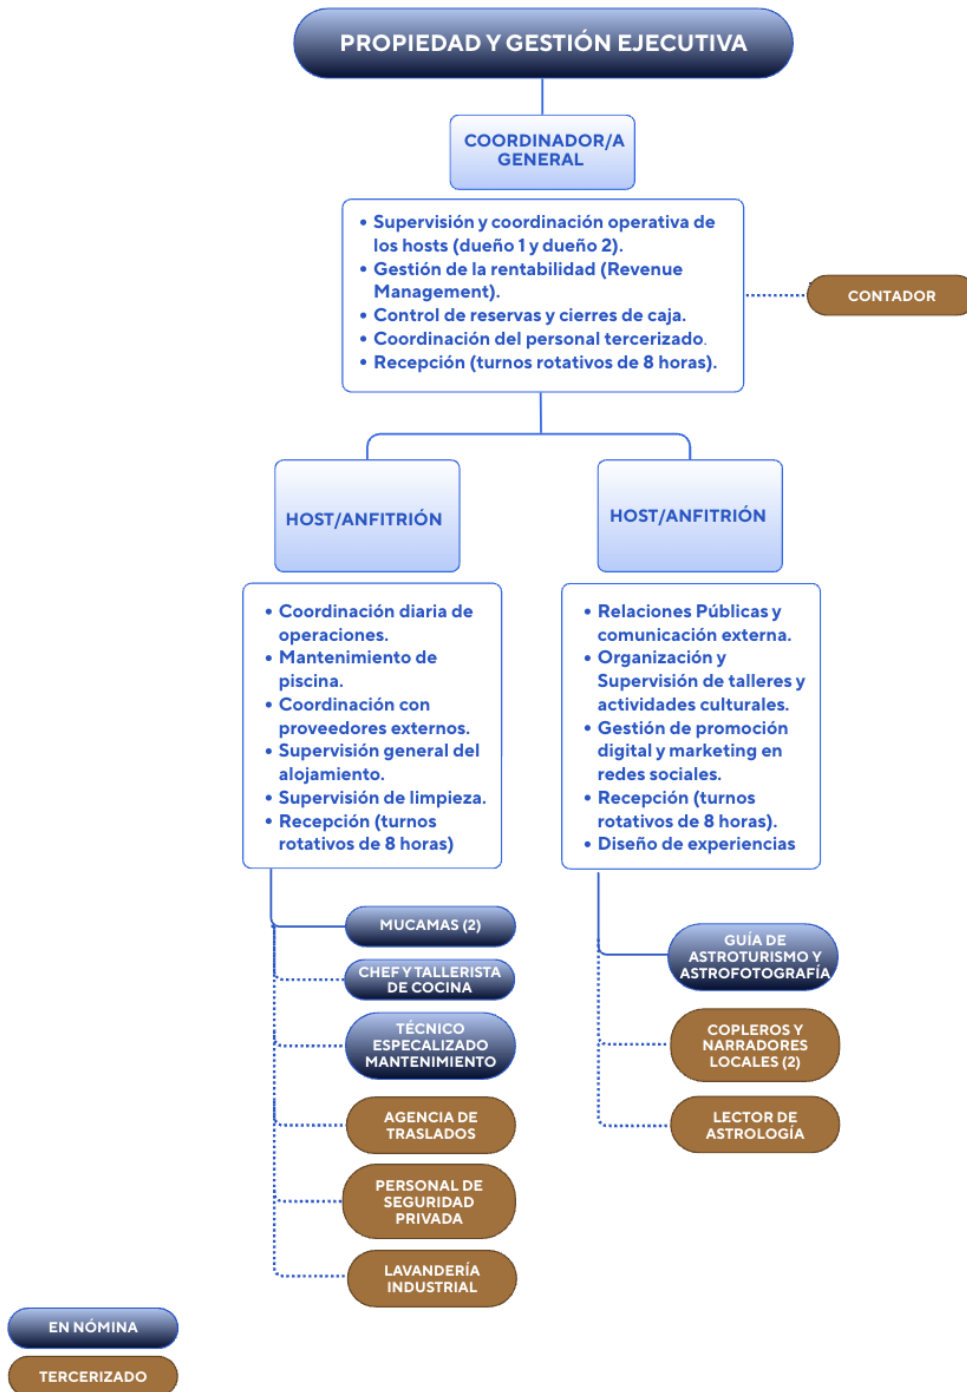 PROPIEDAD Y GESTIÓN EJECUTIVA
COORDINADOR/A
GENERAL
• Supervisión y coordinación operativa de
los hosts (dueño 1 y dueño 2).
• Gestión de la rentabilidad (Revenue
Management).
• Control de reservas y cierres de caja.
• Coordinación del personal tercerizado.
• Recepción (turnos rotativos de 8 horas).
CONTADOR
HOST/ANFITRIÓN
• Coordinación diaria de
operaciones.
• Mantenimiento de
piscina.
• Coordinación con
proveedores externos.
• Supervisión general del
alojamiento.
• Supervisión de limpieza.
• Recepción (turnos
rotativos de 8 horas)
MUCAMAS (2)
CHEF Y TALLERISTA
DE COCINA
TÉCNICO
ESPECALIZADO
MANTENIMIENTO
AGENCIA DE
TRASLADOS
PERSONAL DE
SEGURIDAD
PRIVADA
LAVANDERÍA
INDUSTRIAL
HOST/ANFITRIÓN
• Relaciones Públicas y
comunicación externa.
• Organización y
Supervisión de talleres y
actividades culturales.
• Gestión de promoción
digital y marketing en
redes sociales.
• Recepción (turnos
rotativos de 8 horas).
• Diseño de experiencias
GUÍA DE
ASTROTURISMO Y
ASTROFOTOGRAFÍA
COPLEROS Y
NARRADORES
LOCALES (2)
LECTOR DE
ASTROLOGÍA
EN NÓMINA
TERCERIZADO